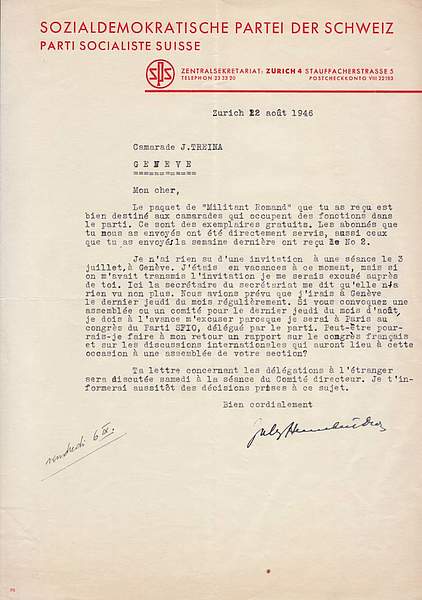 SOZIALDEMOKRATISCHE PARTEI DER SCHWEIZ
PARTI SOCIALISTE SUISSE
SPS
ZENTRALSEKRETARIAT: ZÜRICH 4 STAUFFACHERSTRASSE 5
TELEPHON 23 23 20 POSTCHECKKONTO VIII 22193
Zurich 22 août 1946
Camarade J.TREINA
GENEVE
============
Mon cher,
Le paquet de "Militant Romand" que tu as reçu est
bien destiné aux camarades qui occupent des fonctions dans
le parti. Ce sont des exemplaires gratuits. Les abonnés que
tu nous as envoyés ont été directement servis, aussi ceux
que tu as envoyés la semaine dernière ont reçu le No 2.
Je n'ai rien su d'une invitation à une séance le 3
juillet, à Genève. J'étais en vacances à ce moment, mais si
on m'avait transmis l'invitation je me serais excusé auprès
de toi. Ici la secrétaire du secrétariat me dit qu'elle n'a
rien vu non plus. Nous avions prévu que j'irais à Genève
le dernier jeudi du mois régulièrement. Si vous convoquez une
assemblée ou un comité pour le dernier jeudi du mois d'août,
je dois à l'avance m'excuser parceque je serai à Paris au
congrès du Parti SFIO, délégué par le parti. Peut-être pour-
rais-je faire à mon retour un rapport sur le congrès français
et sur les discussions internationales qui auront lieu à cette
occasion à une assemblée de votre section?
Ta lettre concernant les délégations à l'étranger
sera discutée samedi à la séance du Comité directeur. Je t'in-
formerai aussitôt des décisions prises à ce sujet.
Bien cordialement
vendredi 6 IX.